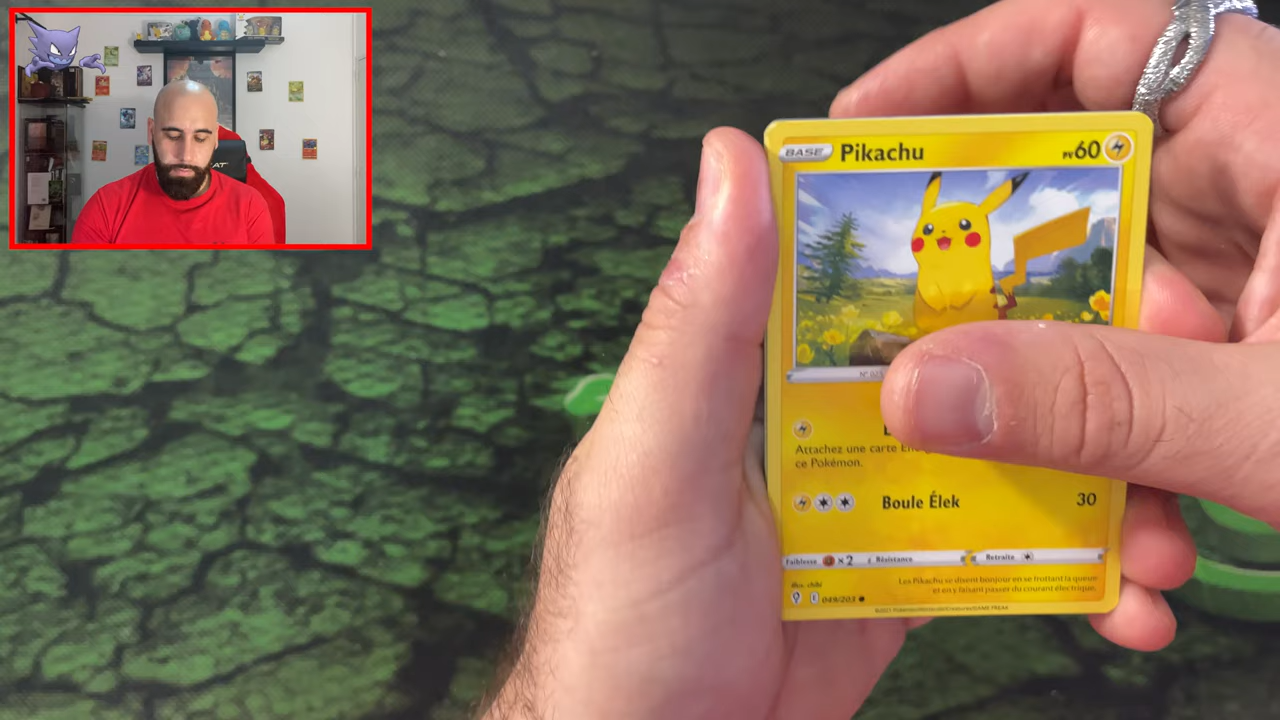 BASE Pikachu PV60
N° 025
Attachez une carte
ce Pokémon.
Boule Élek 30
Faiblesse ×2 Résistance Retraite
Les Pikachu se disent bonjour en se frottant la queue
et en y faisant passer du courant électrique.
049/203